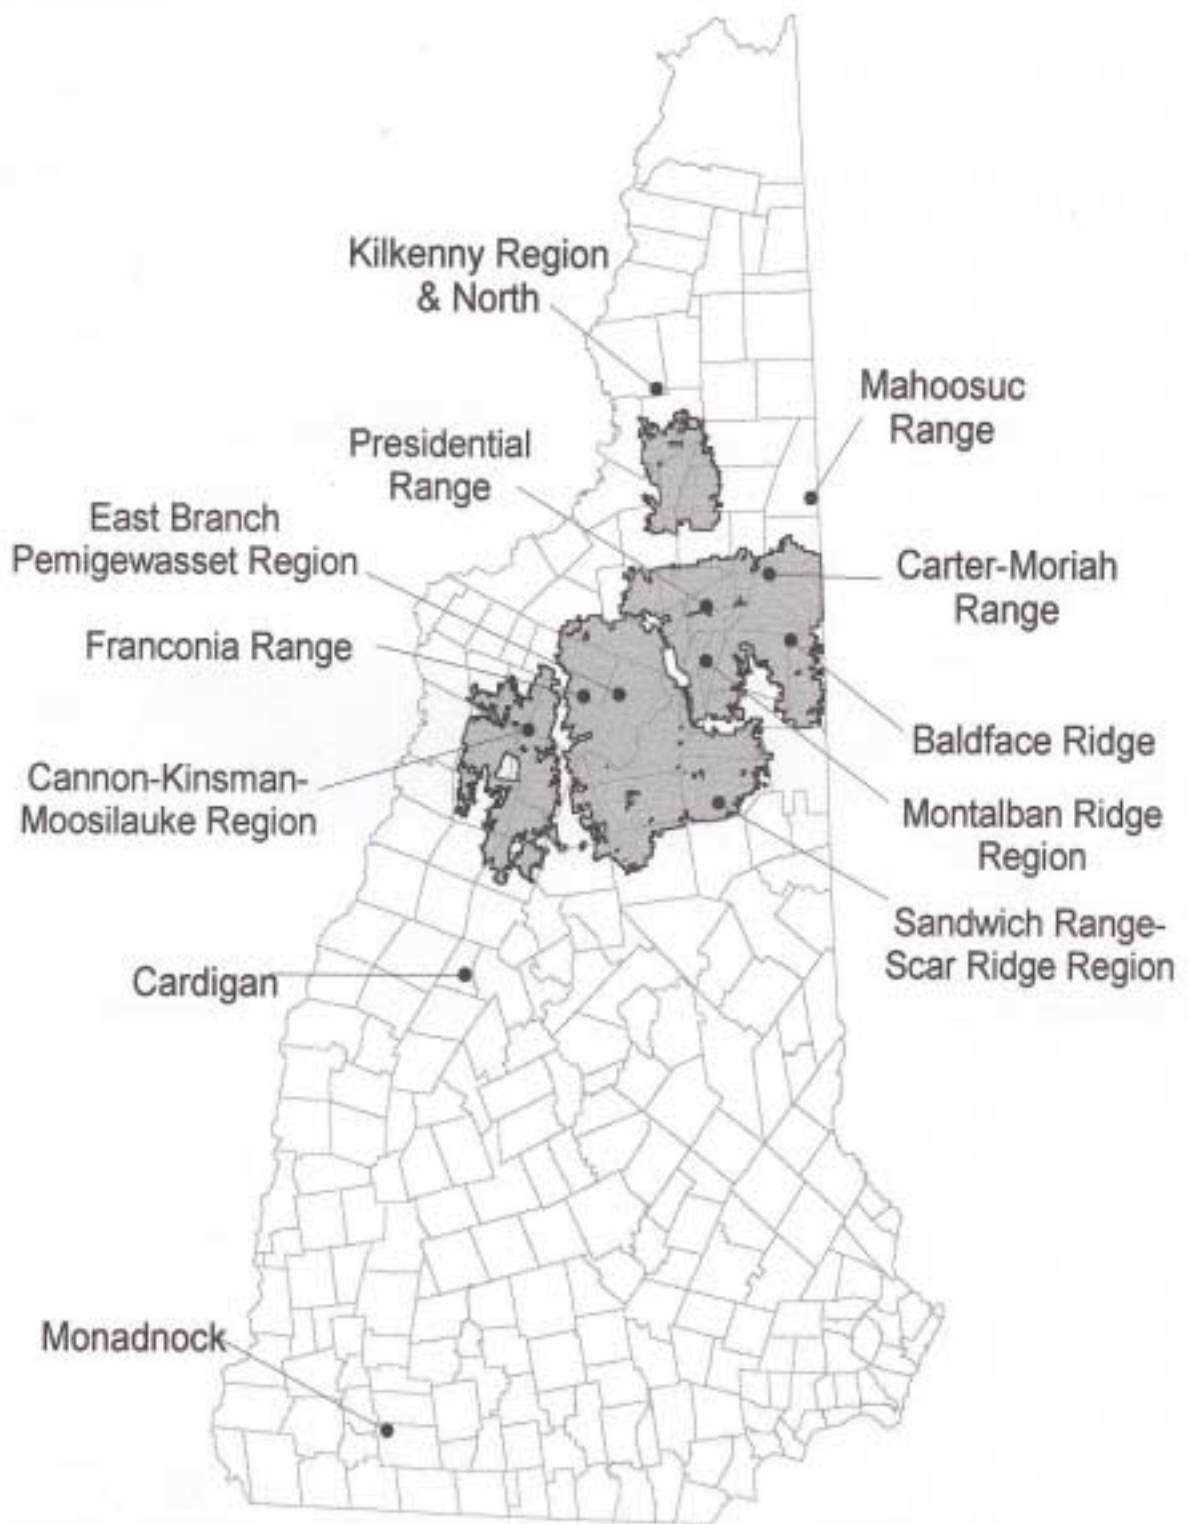 Kilkenny Region
& North
Mahoosuc
Range
Presidential
Range
East Branch
Pemigewasset Region
Carter-Moriah
Range
Franconia Range
Baldface Ridge
Cannon-Kinsman-
Moosilauke Region
Montalban Ridge
Region
Sandwich Range-
Scar Ridge Region
Cardigan
Monadnock